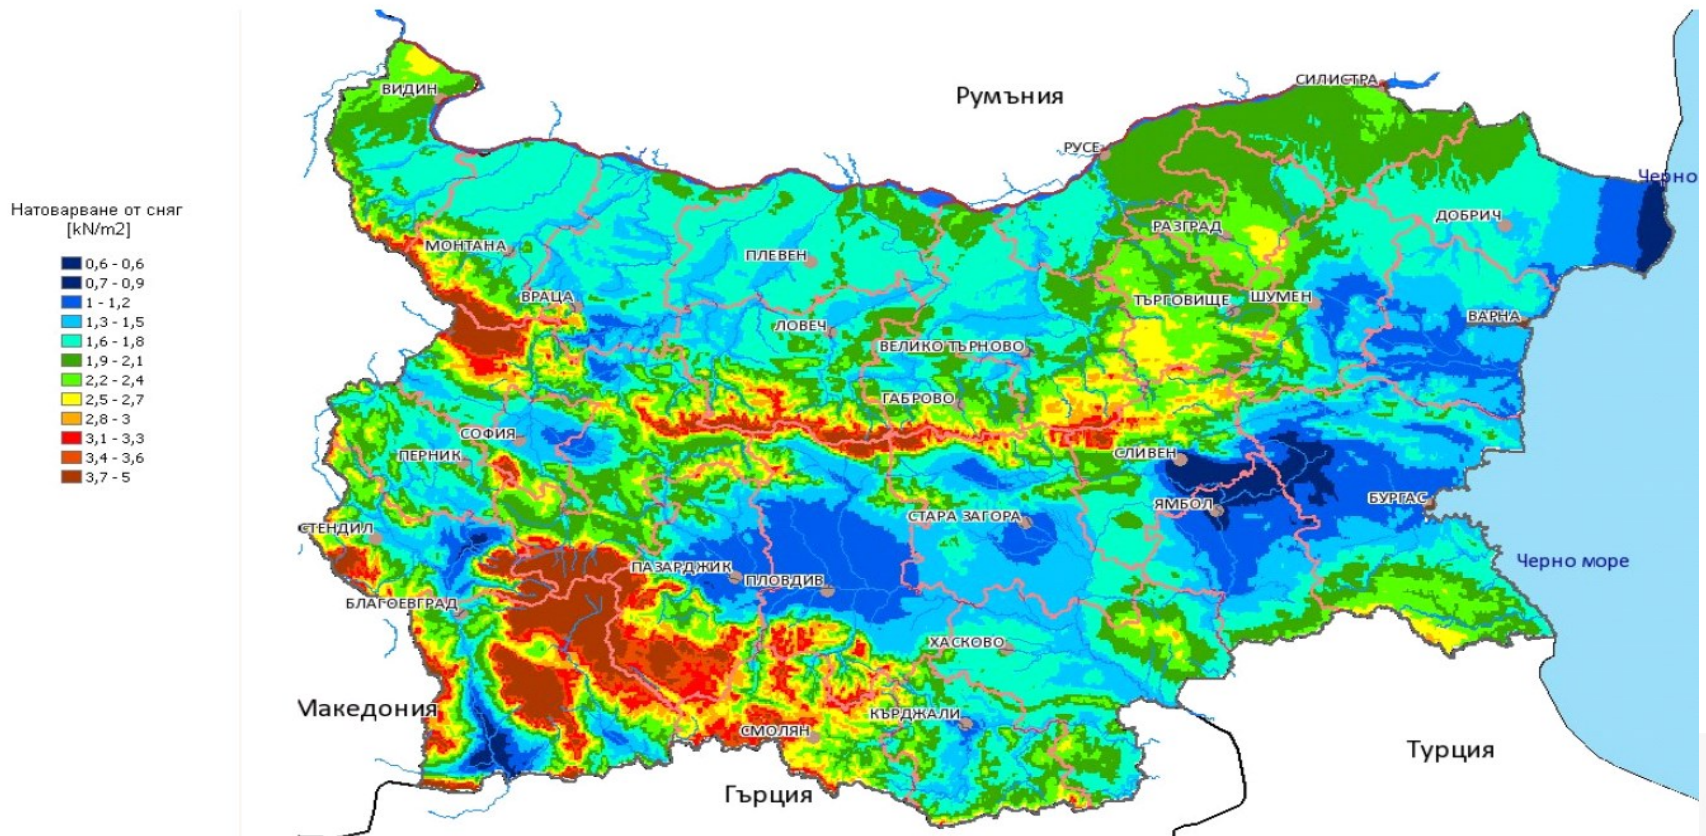 Румъния
СИЛИСТРА
ВИДИН
РУСЕ
Черно
Натоварване от сняг
[kN/m2]
0,6 - 0,6
0,7 - 0,9
1 - 1,2
1,3 - 1,5
1,6 - 1,8
1,9 - 2,1
2,2 - 2,4
2,5 - 2,7
2,8 - 3
3,1 - 3,3
3,4 - 3,6
3,7 - 5
ДОБРИЧ
РАЗГРАД
МОНТАНА
ПЛЕВЕН
ВРАЦА
ТЪРГОВИЩЕ
ШУМЕН
ВАРНА
ЛОВЕЧ
ВЕЛИКО ТЪРНОВО
ГАБРОВО
СОФИЯ
ПЕРНИК
СЛИВЕН
ЯМБОЛ
БУРГАС
СТЕНДИЛ
СТАРА ЗАГОРА
Черно море
ПАЗАРДЖИК
ПЛОВДИВ
БЛАГОЕВГРАД
ХАСКОВО
Македония
КЪРДЖАЛИ
СМОЛЯН
Турция
Гърция